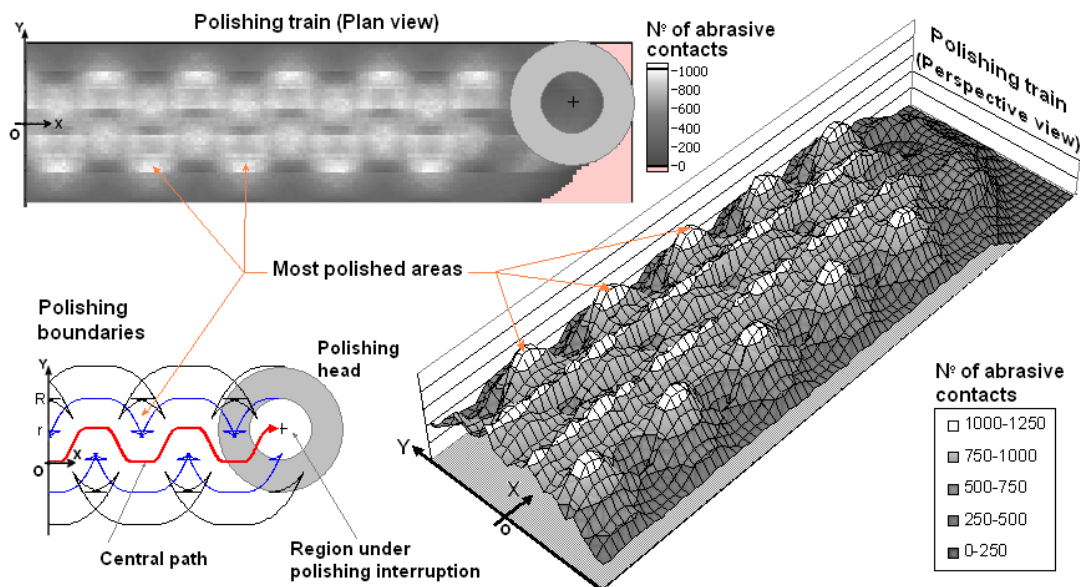 Polishing train (Plan view)
Y
X
O
Nº of abrasive
contacts
1000
800
600
400
200
0
Polishing train
(Perspective view)
Most polished areas
Polishing
boundaries
Polishing
head
Y
R
r
O
X
Central path
Region under
polishing interruption
Y
X
O
Nº of abrasive
contacts
1000-1250
750-1000
500-750
250-500
0-250